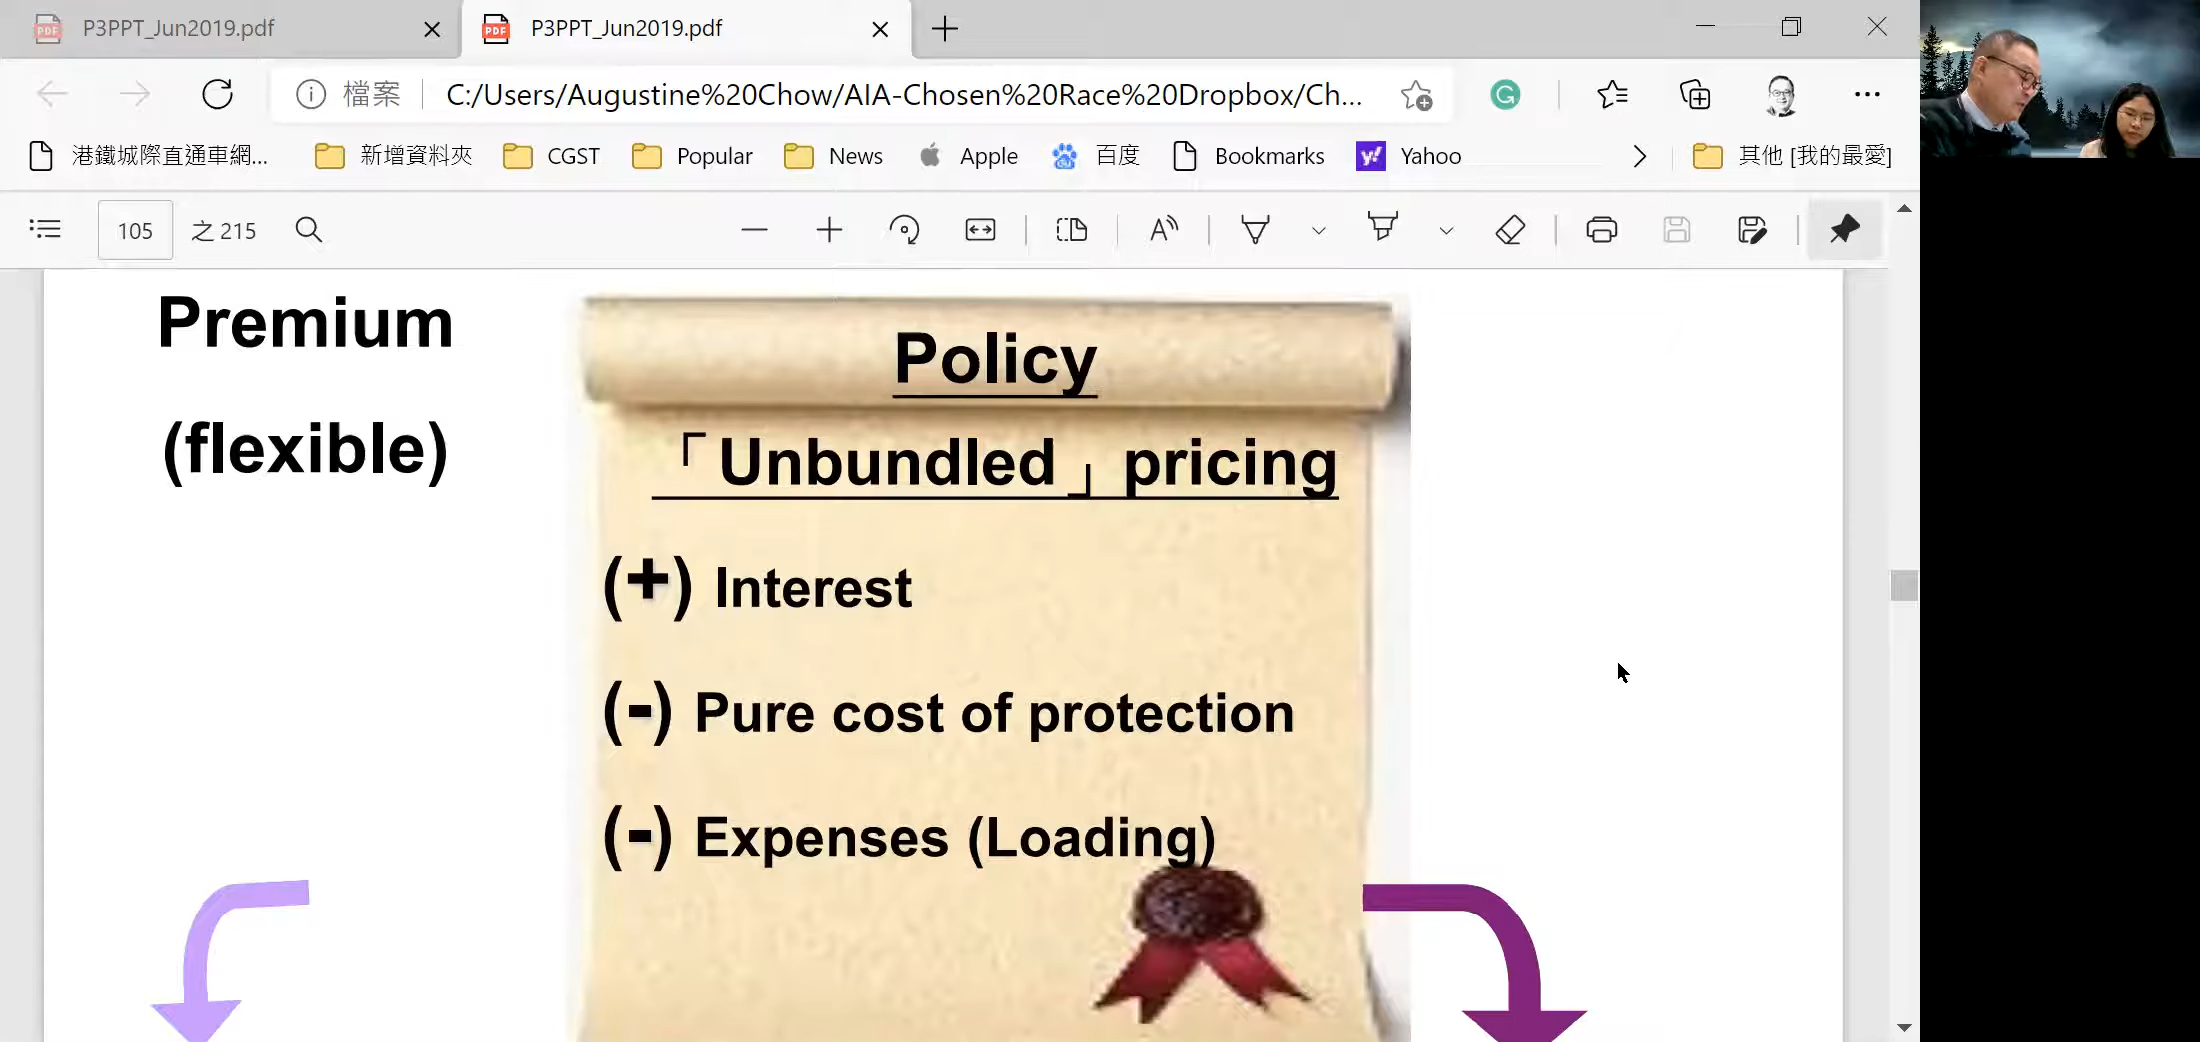 P3PPT_Jun2019.pdf
P3PPT_Jun2019.pdf
檔案
C:/Users/Augustine%20Chow/AIA-Chosen%20Race%20Dropbox/Ch...
港鐵城際直通車網...
新增資料夾
CGST
Popular
News
Apple
百度
Bookmarks
Yahoo
其他 [我的最愛]
105 之 215
Premium
(flexible)
Policy
「Unbundled」pricing
(+) Interest
(-) Pure cost of protection
(-) Expenses (Loading)